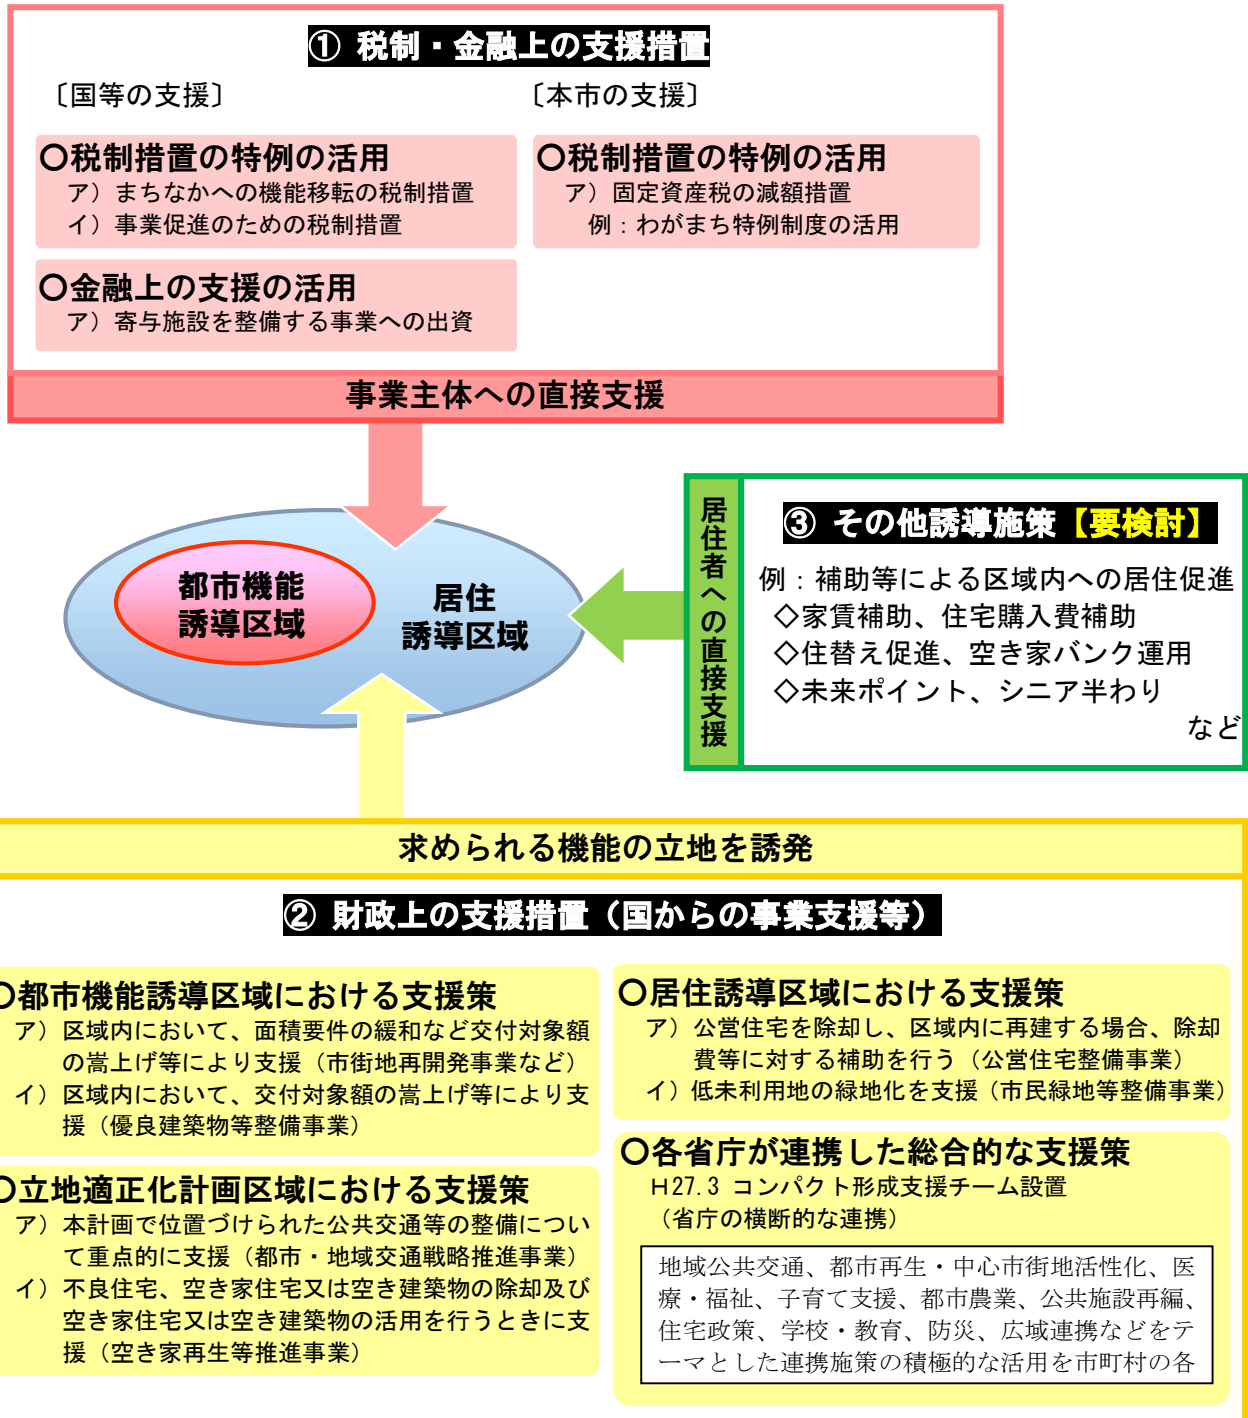 ① 税制・金融上の支援措置
〔国等の支援〕
〇税制措置の特例の活用
ア）まちなかへの機能移転の税制措置
イ）事業促進のための税制措置
〇金融上の支援の活用
ア）寄与施設を整備する事業への出資
〔本市の支援〕
〇税制措置の特例の活用
ア）固定資産税の減額措置
例：わがまち特例制度の活用
事業主体への直接支援
都市機能
誘導区域
居住
誘導区域
居住者への直接支援
③ その他誘導施策【要検討】
例：補助等による区域内への居住促進
◇家賃補助、住宅購入費補助
◇住替え促進、空き家バンク運用
◇未来ポイント、シニア半わり
など
求められる機能の立地を誘発
② 財政上の支援措置（国からの事業支援等）
〇都市機能誘導区域における支援策
ア）区域内において、面積要件の緩和など交付対象額
の嵩上げ等により支援（市街地再開発事業など）
イ）区域内において、交付対象額の嵩上げ等により支
援（優良建築物等整備事業）
〇立地適正化計画区域における支援策
ア）本計画で位置づけられた公共交通等の整備につい
て重点的に支援（都市・地域交通戦略推進事業）
イ）不良住宅、空き家住宅又は空き建築物の除却及び
空き家住宅又は空き建築物の活用を行うときに支
援（空き家再生等推進事業）
〇居住誘導区域における支援策
ア）公営住宅を除却し、区域内に再建する場合、除却
費等に対する補助を行う（公営住宅整備事業）
イ）低未利用地の緑地化を支援（市民緑地等整備事業）
〇各省庁が連携した総合的な支援策
Ｈ27.3 コンパクト形成支援チーム設置
（省庁の横断的な連携）
地域公共交通、都市再生・中心市街地活性化、医
療・福祉、子育て支援、都市農業、公共施設再編、
住宅政策、学校・教育、防災、広域連携などをテ
ーマとした連携施策の積極的な活用を市町村の各